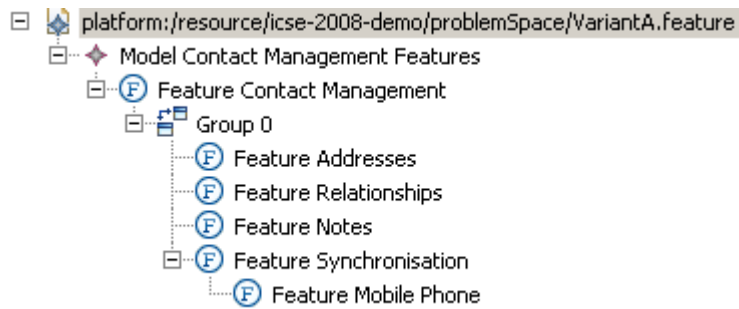 platform:/resource/icse-2008-demo/problemSpace/VariantA.feature
Model Contact Management Features
F Feature Contact Management
Group 0
F Feature Addresses
F Feature Relationships
F Feature Notes
F Feature Synchronisation
F Feature Mobile Phone